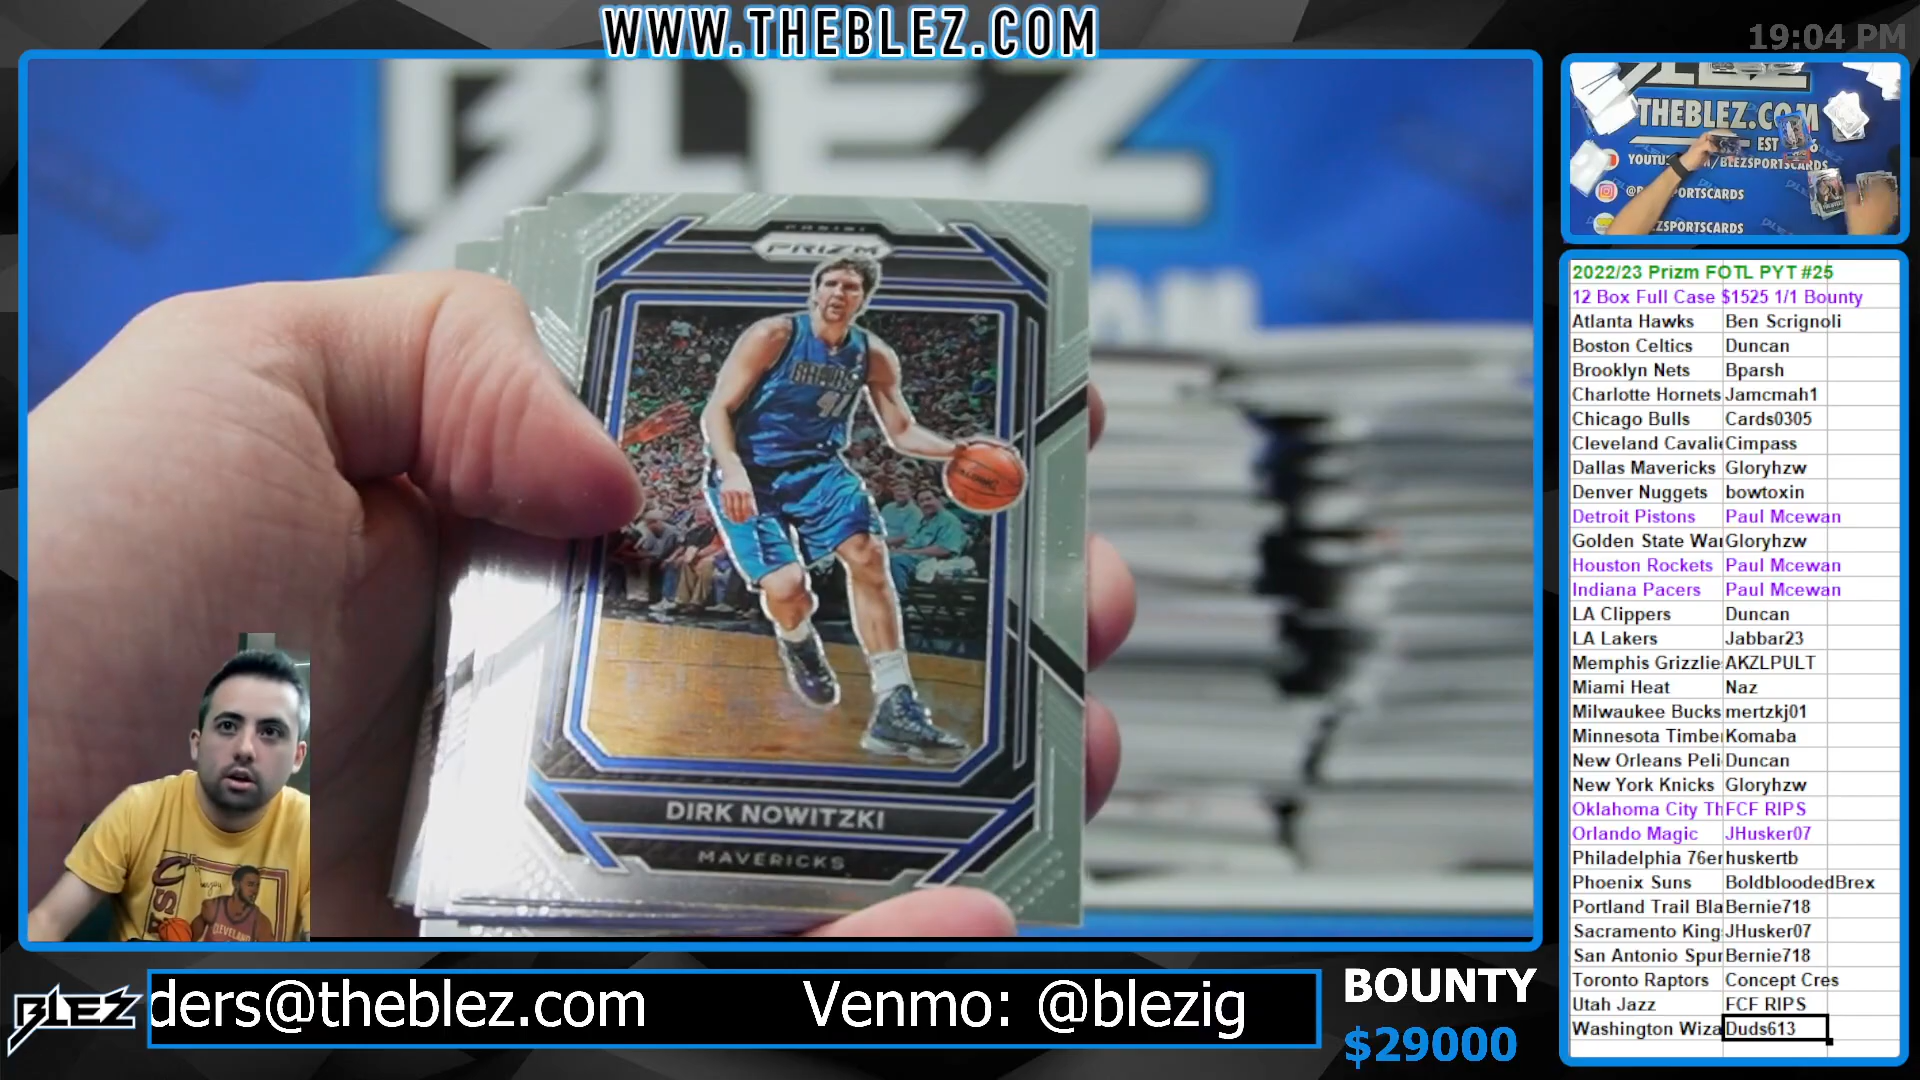 WWW.THEBLEZ.COM
19:04 PM
BLEZ
PANINI
PRIZM
41
DIRK NOWITZKI
MAVERICKS
THEBLEZ.COM
EST
@
2022/23 Prizm FOTL PYT #25
12 Box Full Case $1525 1/1 Bounty
Atlanta Hawks Ben Scrignoli
Boston Celtics Duncan
Brooklyn Nets Bparsh
Charlotte Hornets Jamcmah1
Chicago Bulls Cards0305
Cleveland Cavalie Cimpass
Dallas Mavericks Gloryhzw
Denver Nuggets bowtoxin
Detroit Pistons Paul Mcewan
Golden State War Gloryhzw
Houston Rockets Paul Mcewan
Indiana Pacers Paul Mcewan
LA Clippers Duncan
LA Lakers Jabbar23
Memphis Grizzlie AKZLPULT
Miami Heat Naz
Milwaukee Bucks mertzkj01
Minnesota Timbe Komaba
New Orleans Peli Duncan
New York Knicks Gloryhzw
Oklahoma City Th FCF RIPS
Orlando Magic JHusker07
Philadelphia 76er huskertb
Phoenix Suns BoldbloodedBrex
Portland Trail Bla Bernie718
Sacramento King JHusker07
San Antonio Spur Bernie718
Toronto Raptors Concept Cres
Utah Jazz FCF RIPS
Washington Wiza Duds613
BLEZ
ders@theblez.com Venmo: @blezig
BOUNTY
$29000